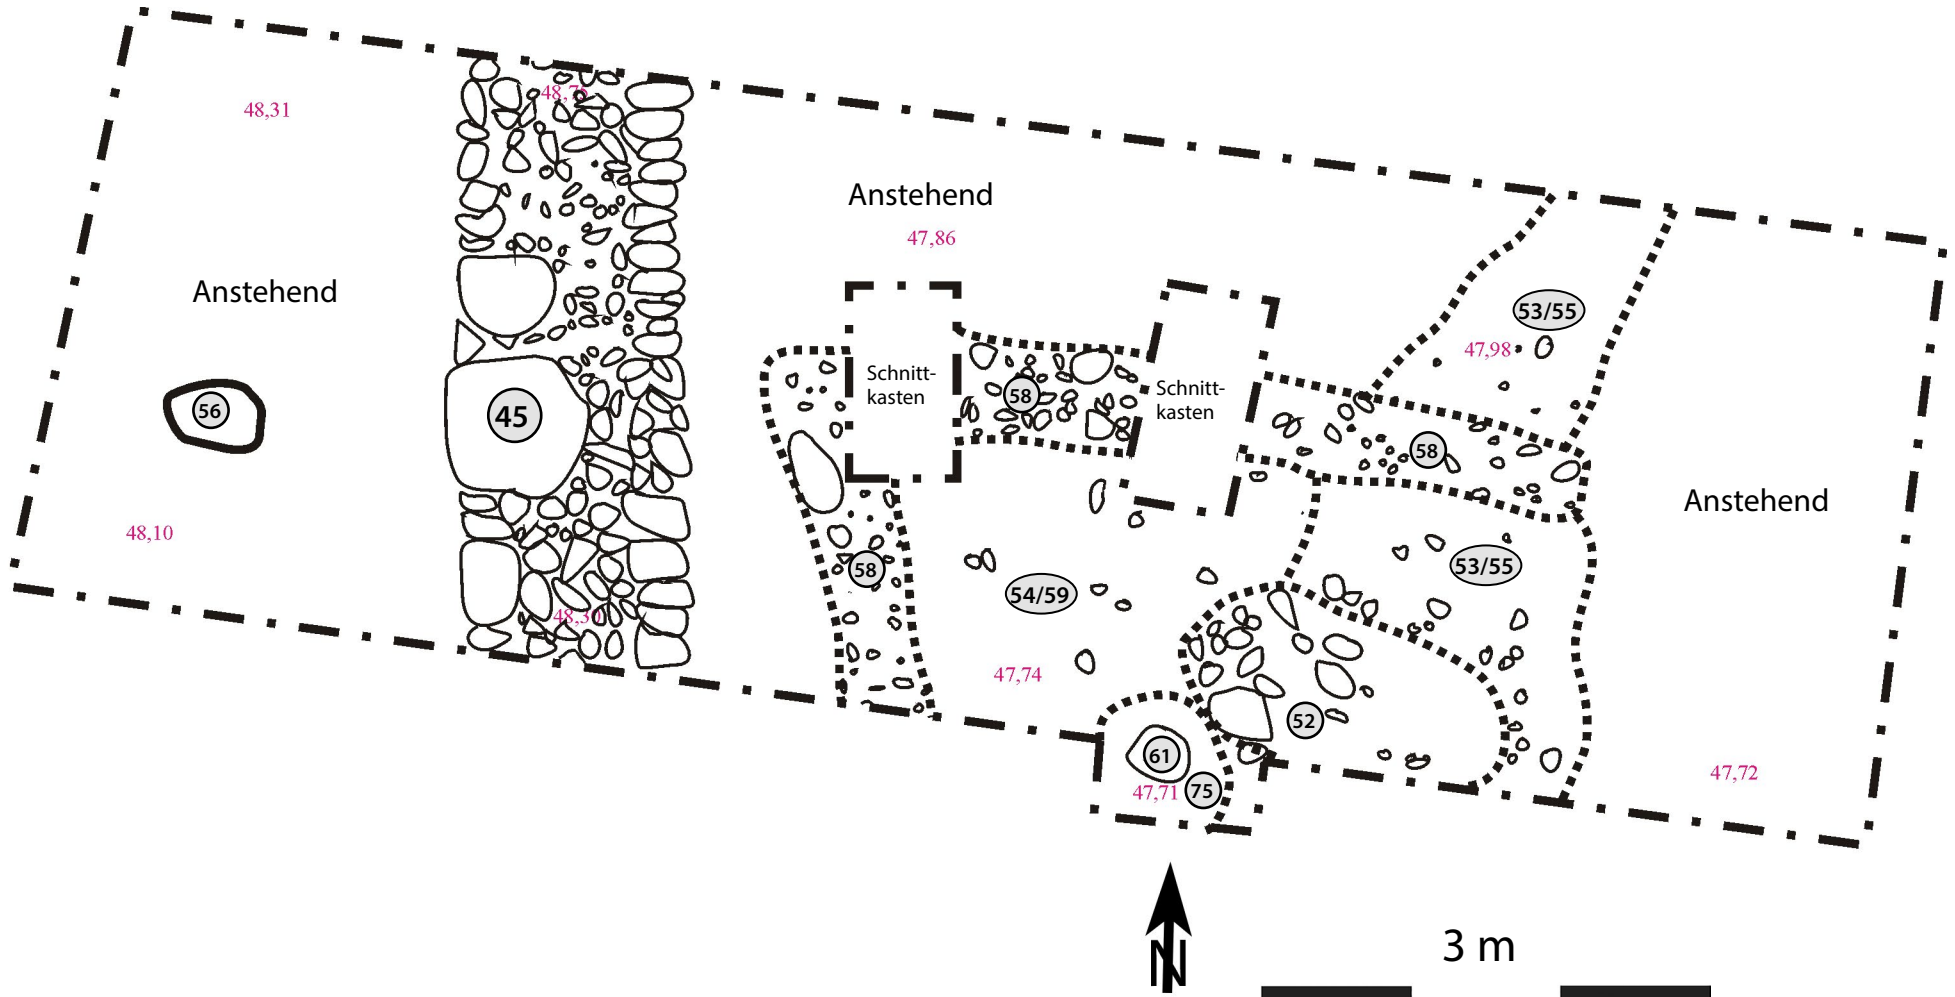 48,31
48,75
Anstehend
47,86
Anstehend
53/55
47,98
Schnitt-
kasten
58
Schnitt-
kasten
56
45
58
Anstehend
48,10
58
54/59
53/55
48,30
47,74
52
61
47,71
75
47,72
N
3 m